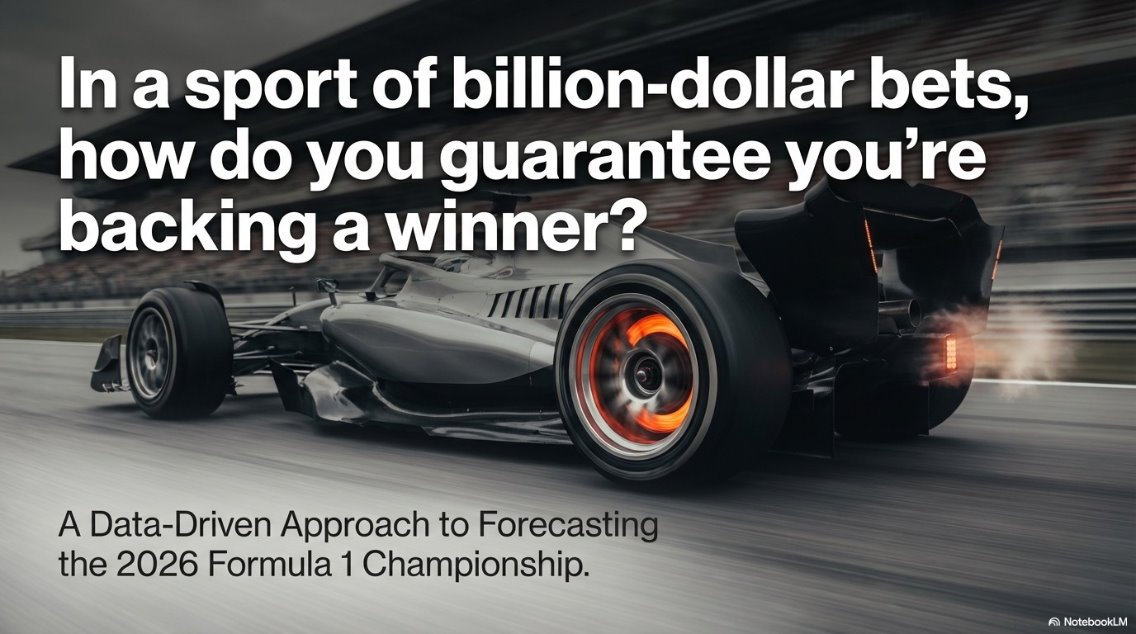 In a sport of billion-dollar bets,
how do you guarantee you’re
backing a winner?
A Data-Driven Approach to Forecasting
the 2026 Formula 1 Championship.
NotebookLM